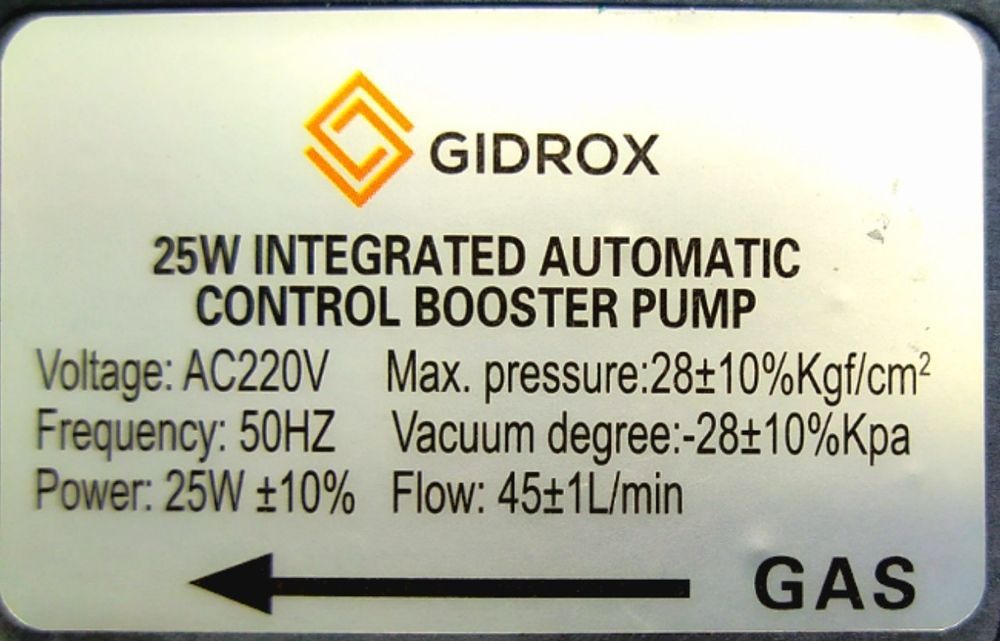 GIDROX
25W INTEGRATED AUTOMATIC
CONTROL BOOSTER PUMP
Voltage: AC220V Max. pressure:28±10%Kgf/cm²
Frequency: 50HZ Vacuum degree:-28±10%Kpa
Power: 25W ±10% Flow: 45±1L/min
GAS